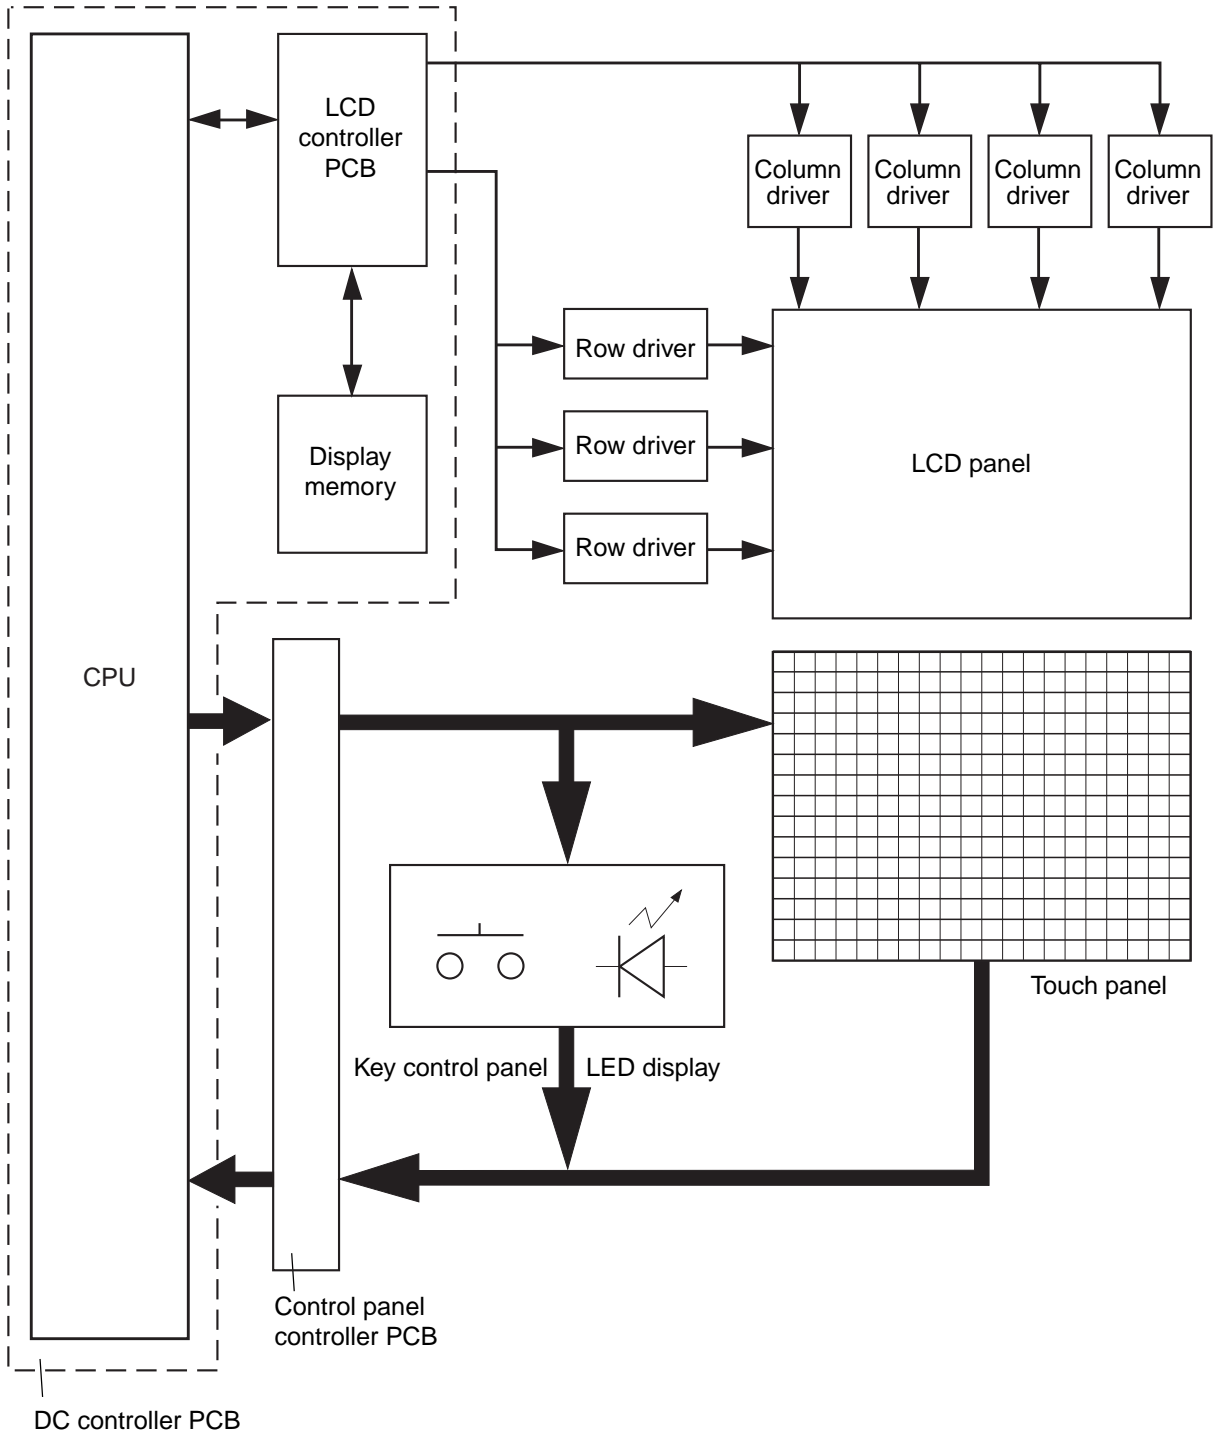 LCD
controller
PCB
Column
driver
Column
driver
Column
driver
Column
driver
Row driver
Display
memory
Row driver
LCD panel
Row driver
CPU
Touch panel
Key control panel
LED display
Control panel
controller PCB
DC controller PCB